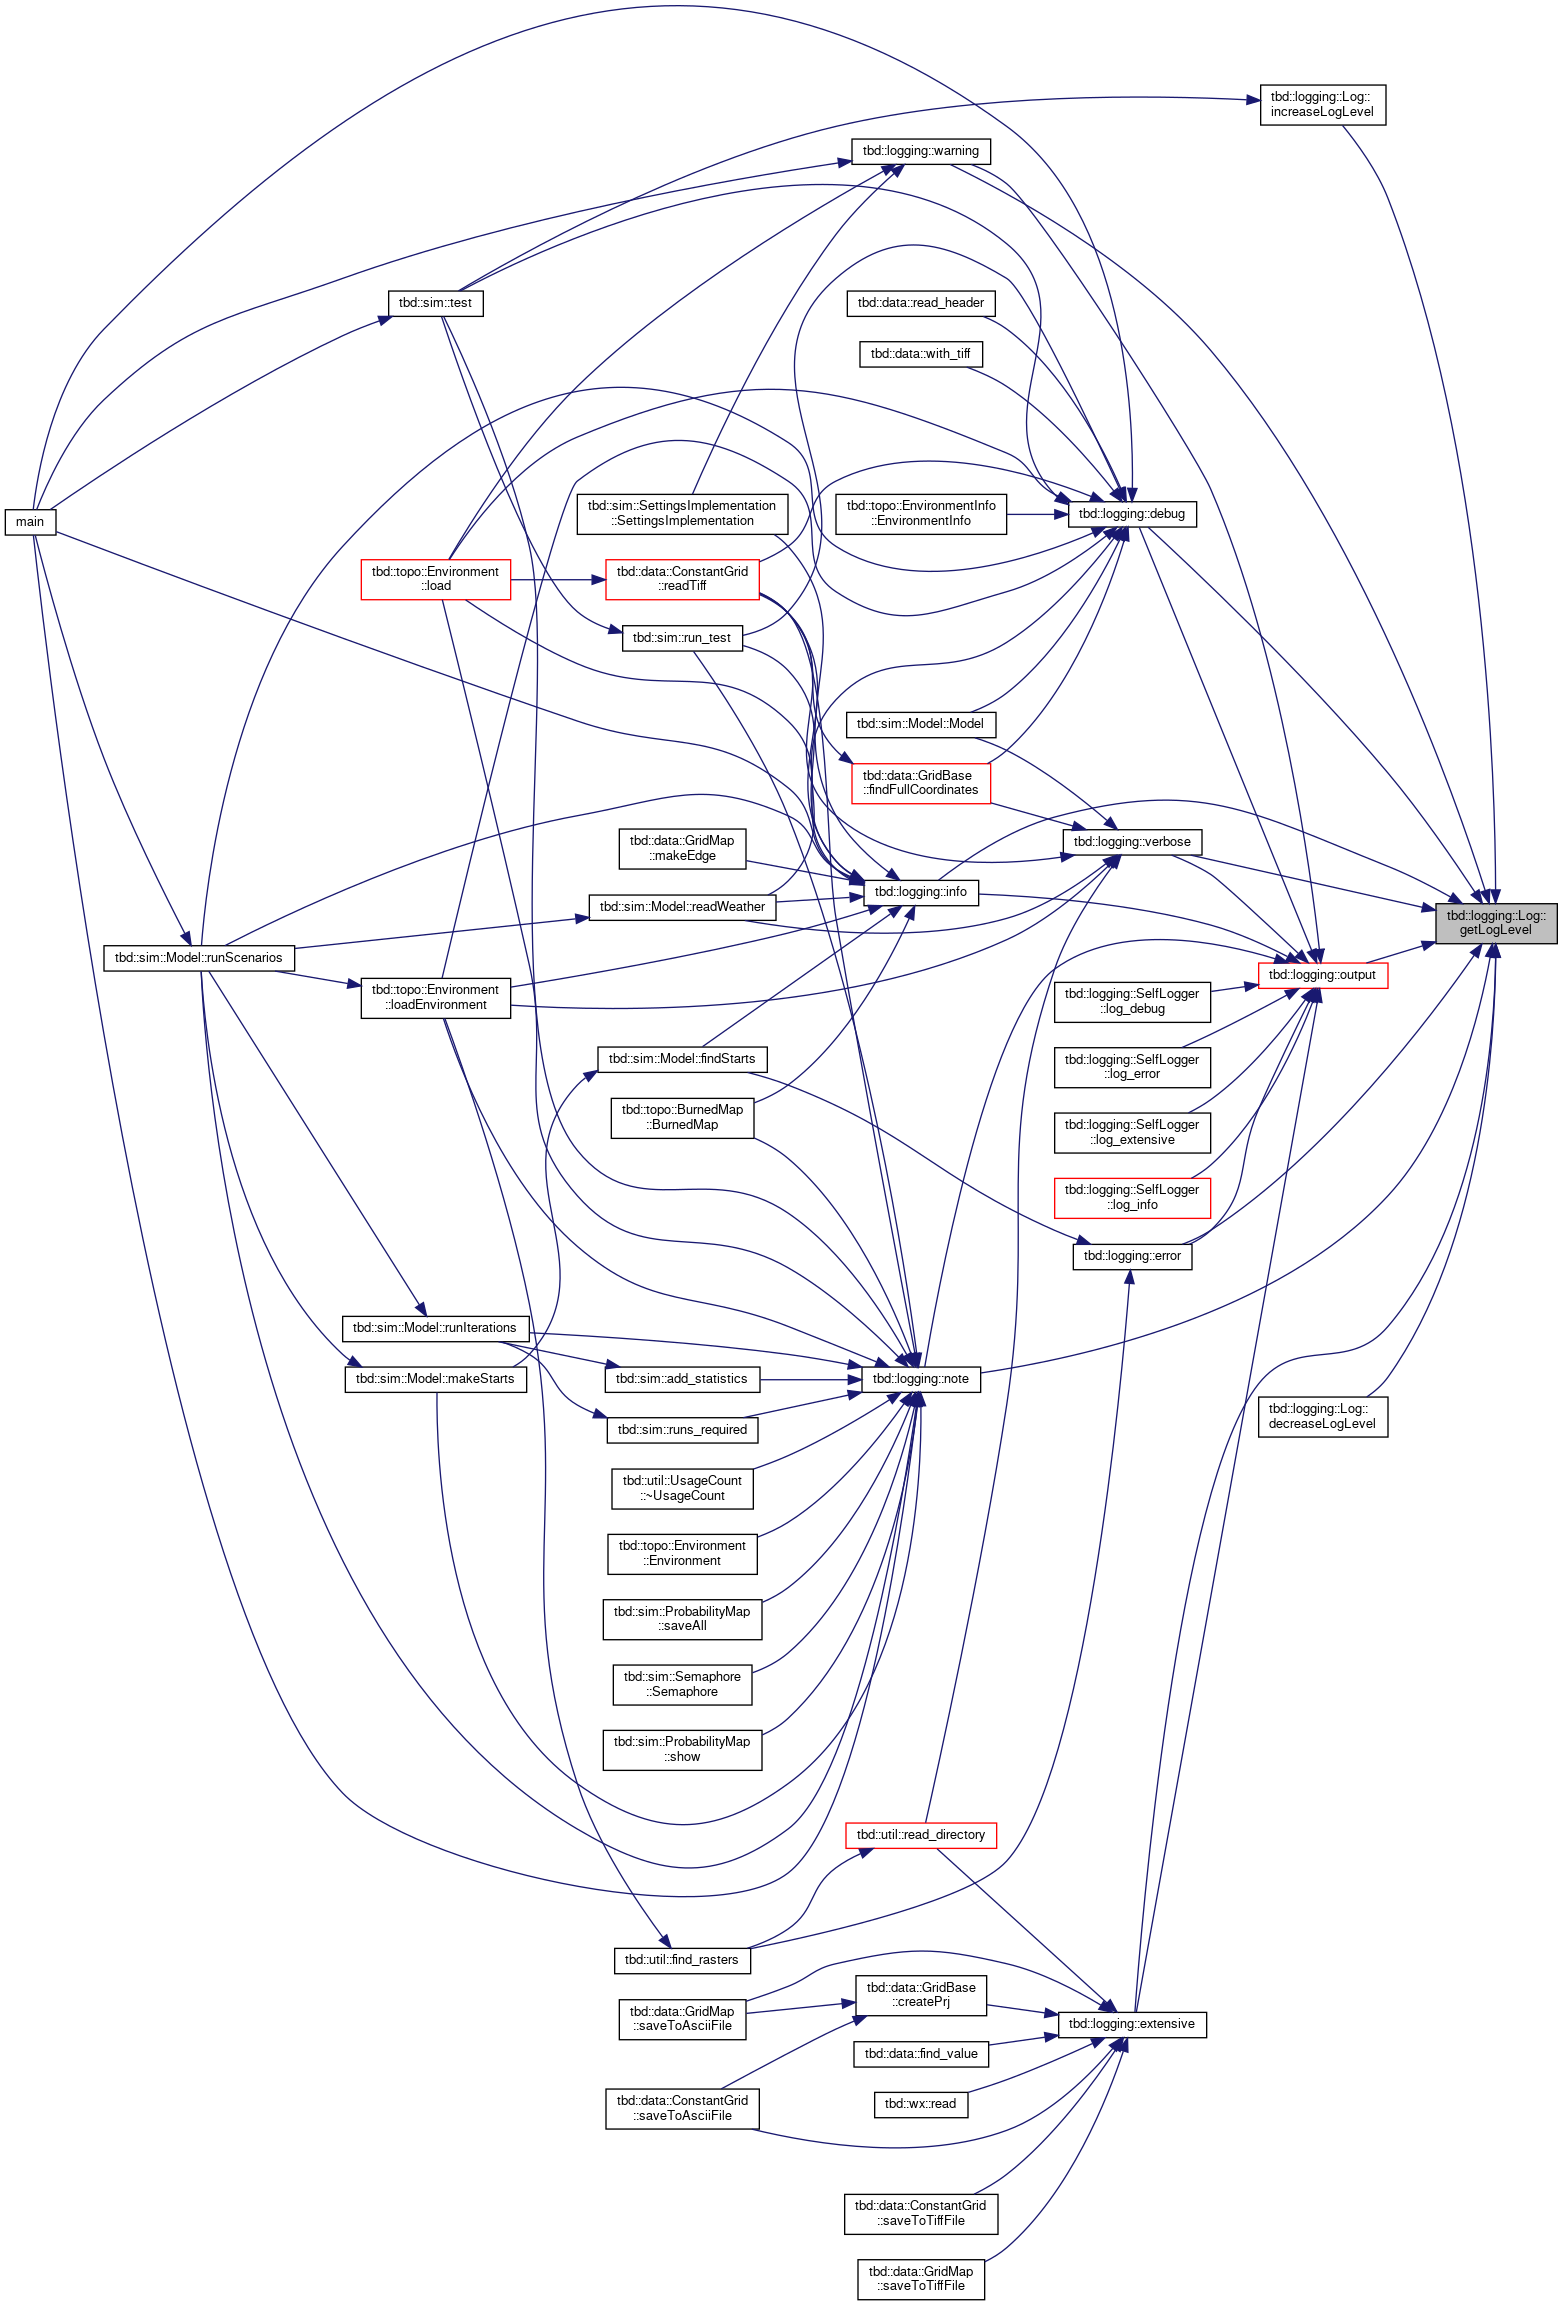 tbd::logging::Log::
increaseLogLevel
tbd::logging::warning
tbd::sim::test
tbd::data::read_header
tbd::data::with_tiff
main
tbd::sim::SettingsImplementation
::SettingsImplementation
tbd::topo::EnvironmentInfo
::EnvironmentInfo
tbd::logging::debug
tbd::topo::Environment
::load
tbd::data::ConstantGrid
::readTiff
tbd::sim::run_test
tbd::sim::Model::Model
tbd::data::GridBase
::findFullCoordinates
tbd::data::GridMap
::makeEdge
tbd::logging::verbose
tbd::logging::info
tbd::sim::Model::readWeather
tbd::logging::Log::
getLogLevel
tbd::sim::Model::runScenarios
tbd::topo::Environment
::loadEnvironment
tbd::logging::output
tbd::logging::SelfLogger
::log_debug
tbd::sim::Model::findStarts
tbd::logging::SelfLogger
::log_error
tbd::topo::BurnedMap
::BurnedMap
tbd::logging::SelfLogger
::log_extensive
tbd::logging::SelfLogger
::log_info
tbd::logging::error
tbd::sim::Model::runIterations
tbd::sim::Model::makeStarts
tbd::sim::add_statistics
tbd::logging::note
tbd::logging::Log::
decreaseLogLevel
tbd::sim::runs_required
tbd::util::UsageCount
::~UsageCount
tbd::topo::Environment
::Environment
tbd::sim::ProbabilityMap
::saveAll
tbd::sim::Semaphore
::Semaphore
tbd::sim::ProbabilityMap
::show
tbd::util::read_directory
tbd::util::find_rasters
tbd::data::GridMap
::saveToAsciiFile
tbd::data::GridBase
::createPrj
tbd::logging::extensive
tbd::data::find_value
tbd::data::ConstantGrid
::saveToAsciiFile
tbd::wx::read
tbd::data::ConstantGrid
::saveToTiffFile
tbd::data::GridMap
::saveToTiffFile